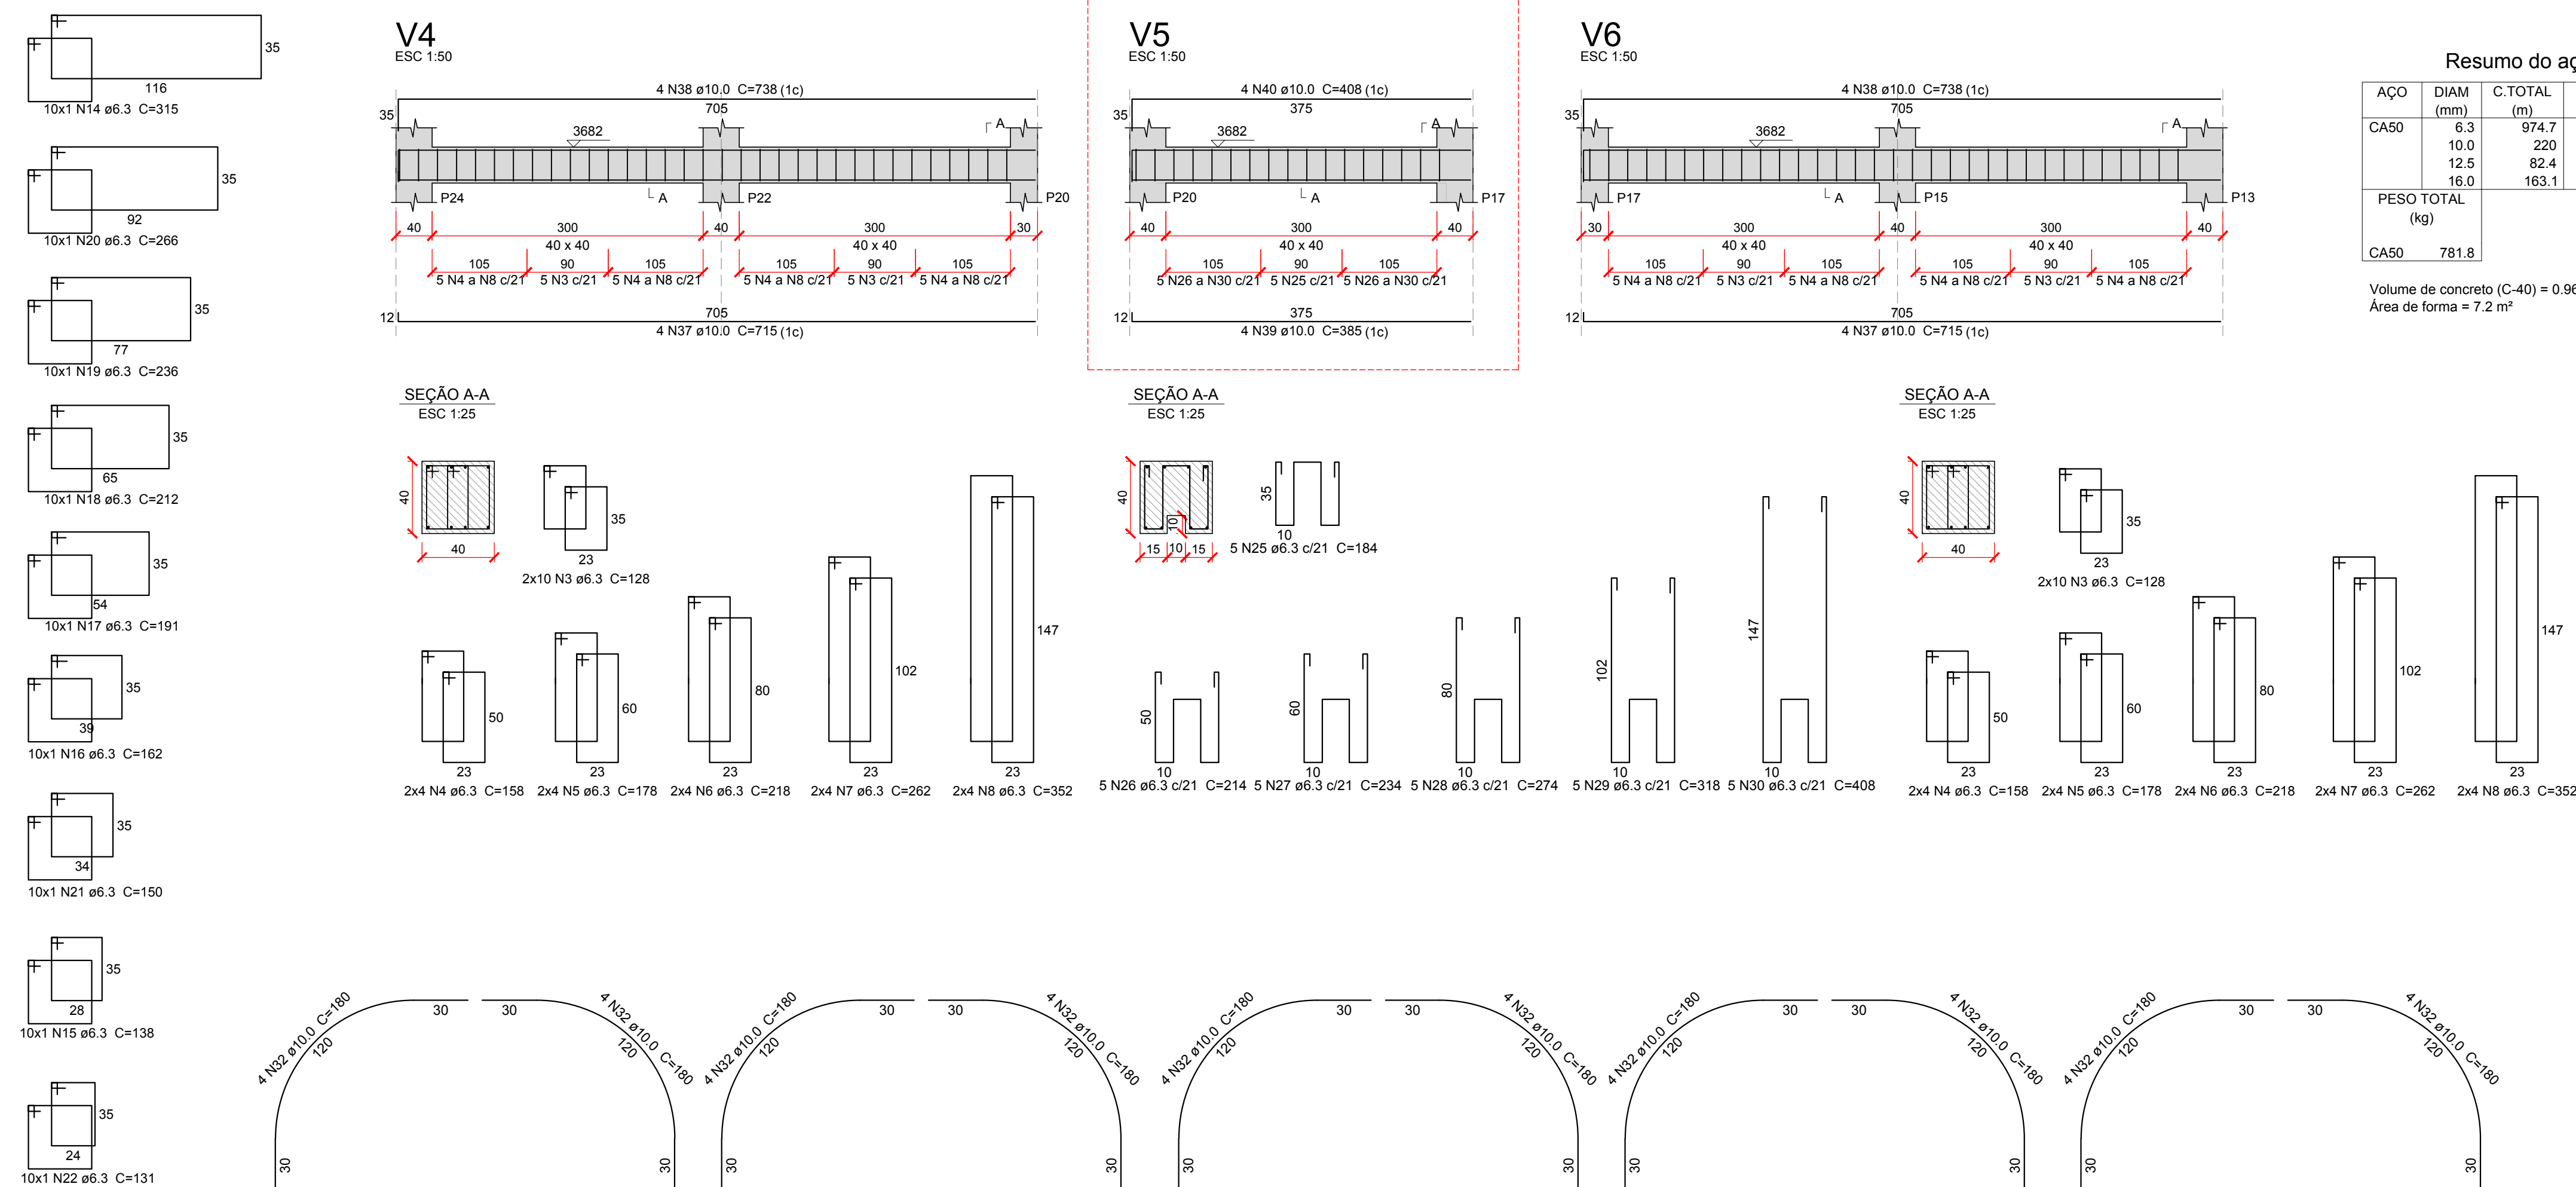 35
116
10x1 N14 ø6.3 C=315
35
92
10x1 N20 ø6.3 C=266
35
77
10x1 N19 ø6.3 C=236
35
65
10x1 N18 ø6.3 C=212
35
54
10x1 N17 ø6.3 C=191
35
39
10x1 N16 ø6.3 C=162
35
34
10x1 N21 ø6.3 C=150
35
28
10x1 N15 ø6.3 C=138
35
24
10x1 N22 ø6.3 C=131
V4
ESC 1:50
4 N38 ø10.0 C=738 (1c)
705
35
3682
A
P24
A
P22
P20
40
300
40
300
30
40 x 40
40 x 40
105
90
105
105
90
105
5 N4 a N8 c/21
5 N3 c/21
5 N4 a N8 c/21
5 N4 a N8 c/21
5 N3 c/21
5 N4 a N8 c/21
705
12
4 N37 ø10.0 C=715 (1c)
SEÇÃO A-A
ESC 1:25
40
40
35
23
2x10 N3 ø6.3 C=128
50
23
2x4 N4 ø6.3 C=158
60
23
2x4 N5 ø6.3 C=178
80
23
2x4 N6 ø6.3 C=218
102
23
2x4 N7 ø6.3 C=262
147
23
2x4 N8 ø6.3 C=352
V5
ESC 1:50
4 N40 ø10.0 C=408 (1c)
375
35
3682
A
P20
A
P17
40
300
40
40 x 40
105
90
105
5 N26 a N30 c/21
5 N25 c/21
5 N26 a N30 c/21
375
12
4 N39 ø10.0 C=385 (1c)
SEÇÃO A-A
ESC 1:25
40
10
15
10
15
35
10
5 N25 ø6.3 c/21 C=184
50
10
5 N26 ø6.3 c/21 C=214
60
10
5 N27 ø6.3 c/21 C=234
80
10
5 N28 ø6.3 c/21 C=274
102
10
5 N29 ø6.3 c/21 C=318
147
10
5 N30 ø6.3 c/21 C=408
V6
ESC 1:50
4 N38 ø10.0 C=738 (1c)
705
35
3682
A
P17
A
P15
P13
30
300
40
300
40
40 x 40
40 x 40
105
90
105
105
90
105
5 N4 a N8 c/21
5 N3 c/21
5 N4 a N8 c/21
5 N4 a N8 c/21
5 N3 c/21
5 N4 a N8 c/21
705
12
4 N37 ø10.0 C=715 (1c)
SEÇÃO A-A
ESC 1:25
40
40
35
23
2x10 N3 ø6.3 C=128
50
23
2x4 N4 ø6.3 C=158
60
23
2x4 N5 ø6.3 C=178
80
23
2x4 N6 ø6.3 C=218
102
23
2x4 N7 ø6.3 C=262
147
23
2x4 N8 ø6.3 C=352
Resumo do
AÇO DIAM C.TOTAL
(mm) (m)
CA50 6.3 974.7
10.0 220
12.5 82.4
16.0 163.1
PESO TOTAL
(kg)
CA50 781.8
Volume de concreto (C-40) = 0.96
Área de forma = 7.2 m²
4 N32 ø10.0 C=180
120
30
30
30
4 N32 ø10.0 C=180
120
30
4 N32 ø10.0 C=180
120
30
30
30
4 N32 ø10.0 C=180
120
30
4 N32 ø10.0 C=180
120
30
30
30
4 N32 ø10.0 C=180
120
30
4 N32 ø10.0 C=180
120
30
30
30
4 N32 ø10.0 C=180
120
30
4 N32 ø10.0 C=180
120
30
30
30
4 N32 ø10.0 C=180
120
30